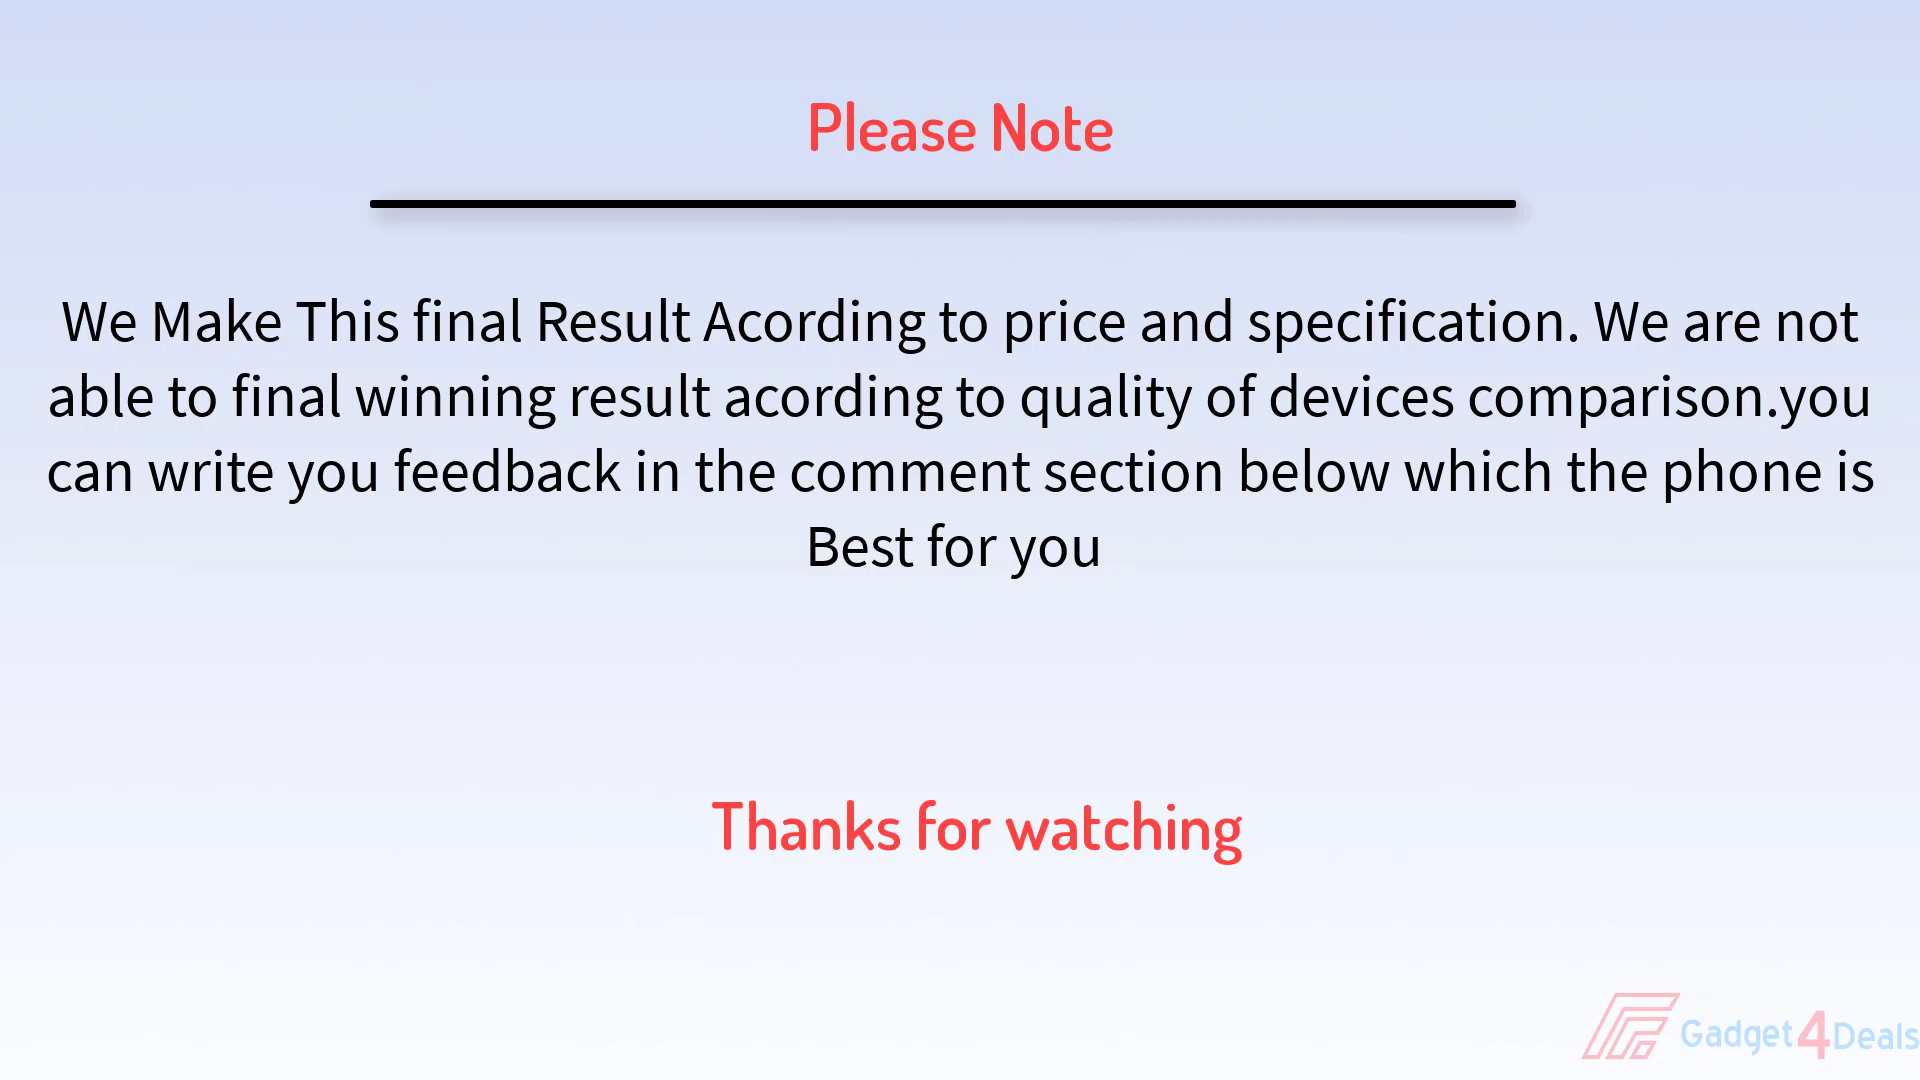 Please Note
We Make This final Result Acording to price and specification. We are not
able to final winning result acording to quality of devices comparison.you
can write you feedback in the comment section below which the phone is
Best for you
Thanks for watching
Gadget4Deals